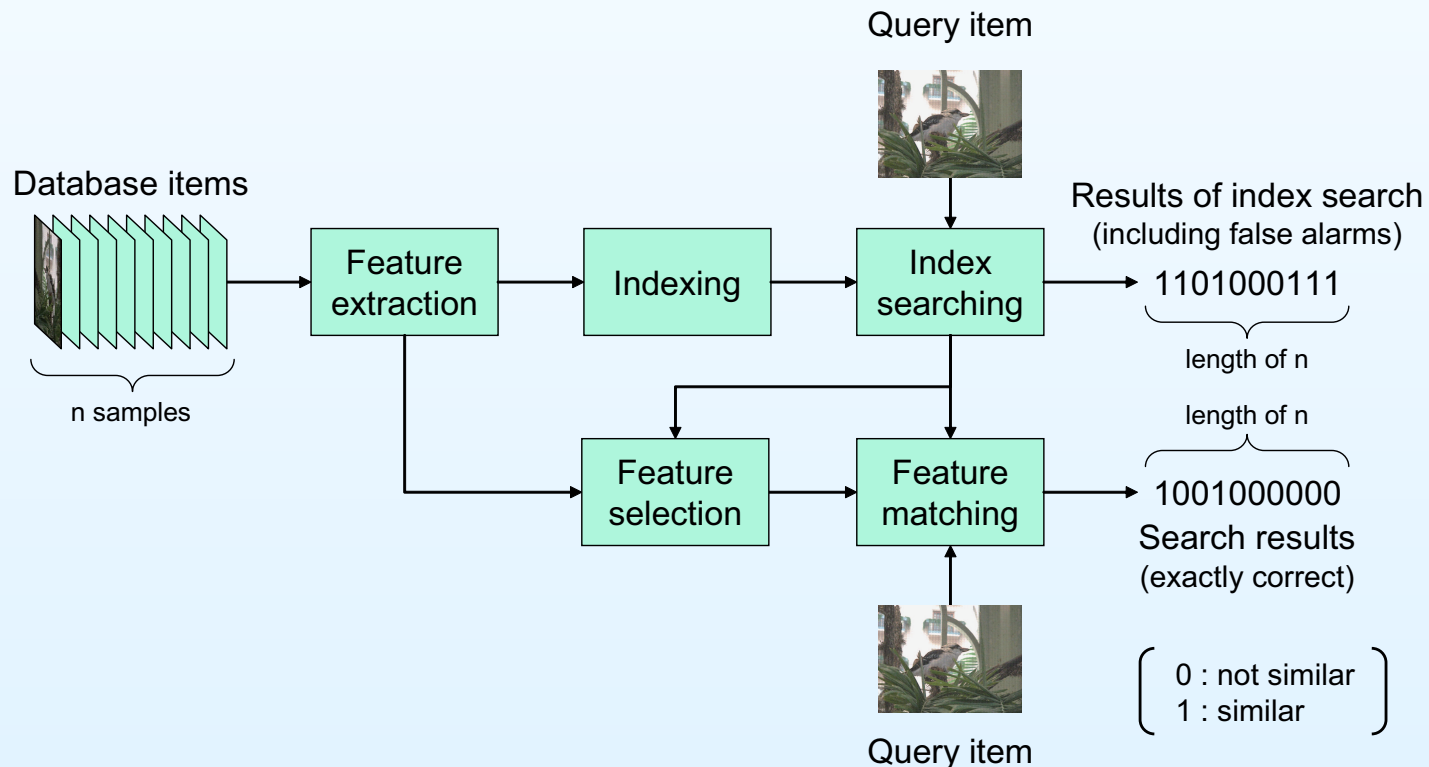 Query item
Database items
n samples
Feature
extraction
Indexing
Index
searching
Results of index search
(including false alarms)
1101000111
length of n
Feature
selection
Feature
matching
length of n
1001000000
Search results
(exactly correct)
0 : not similar
1 : similar
Query item